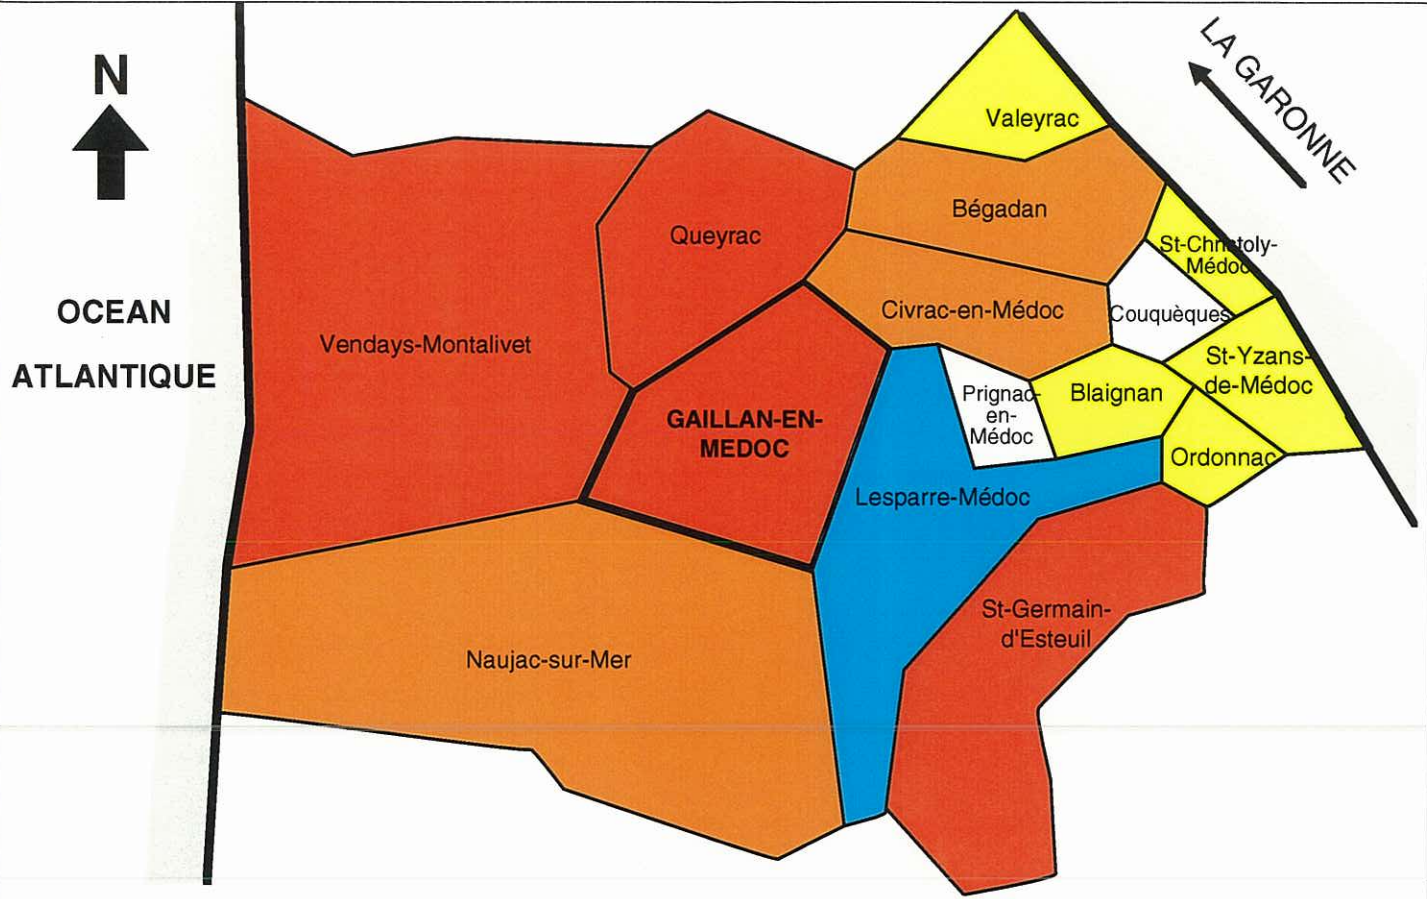 N
OCEAN
ATLANTIQUE
LA GARONNE
Valeyrac
Bégadan
Queyrac
St-Christoly-
Médoc
Civrac-en-Médoc
Couquèques
Vendays-Montalivet
St-Yzans-
de-Médoc
Prignac-
en-
Médoc
Blaignan
GAILLAN-EN-
MEDOC
Ordonnac
Lesparre-Médoc
St-Germain-
d'Esteuil
Naujac-sur-Mer